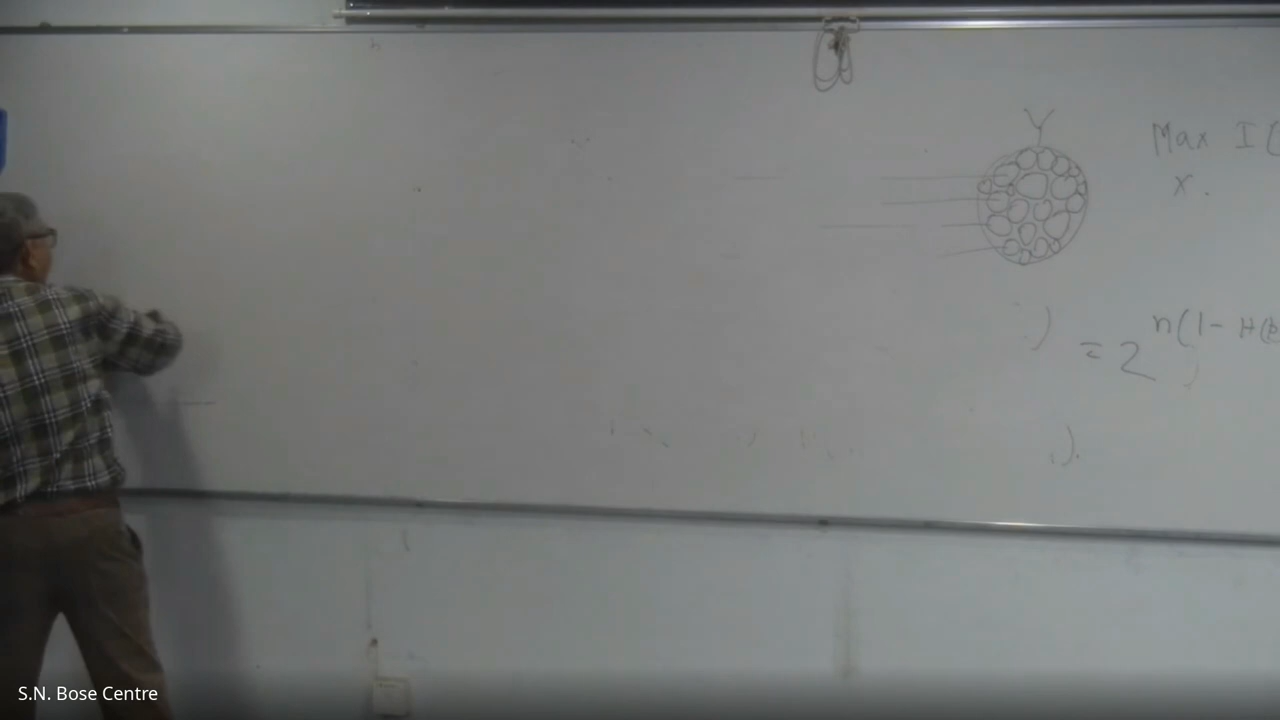 Y
Max I(
x.
)
= 2 n(1- H(p
).
S.N. Bose Centre